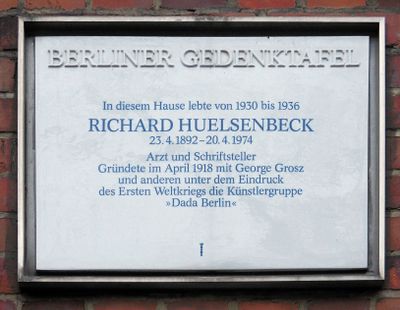 BERLINER GEDENKTAFEL
In diesem Hause lebte von 1930 bis 1936
RICHARD HUELSENBECK
23.4.1892–20.4.1974
Arzt und Schriftsteller
Gründete im April 1918 mit George Grosz
und anderen unter dem Eindruck
des Ersten Weltkriegs die Künstlergruppe
»Dada Berlin«